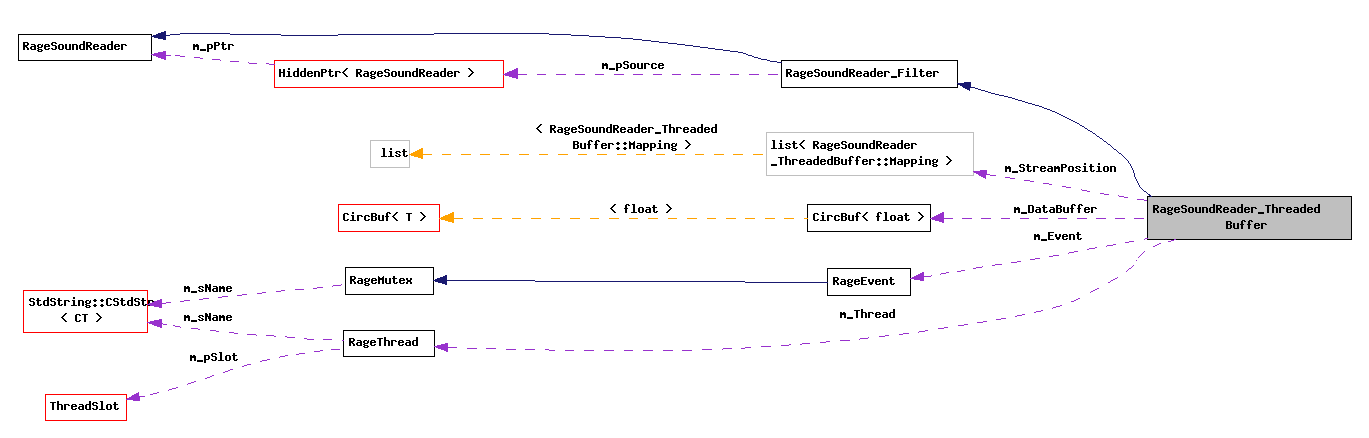 RageSoundReader
m_pPtr
HiddenPtr< RageSoundReader >
m_pSource
RageSoundReader_Filter
< RageSoundReader_Threaded
Buffer::Mapping >
list
list< RageSoundReader
_ThreadedBuffer::Mapping >
m_StreamPosition
CircBuf< T >
< float >
CircBuf< float >
m_DataBuffer
RageSoundReader_Threaded
Buffer
m_Event
RageMutex
RageEvent
m_sName
StdString::CStdStr
< CT >
m_sName
m_Thread
RageThread
m_pSlot
ThreadSlot